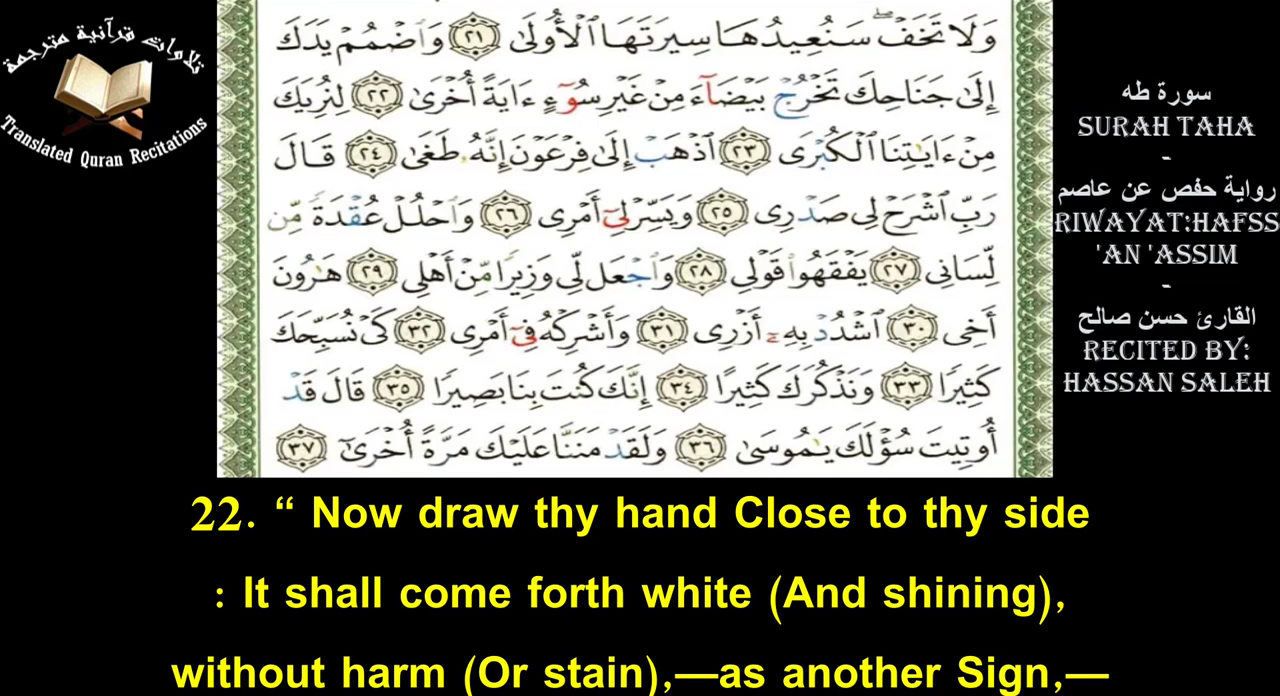 تلاوات قرآنية مترجمة
Translated Quran Recitations
وَلَا تَخَفْ ۖ سَنُعِيدُهَا سِيرَتَهَا ٱلْأُولَىٰ ٢١ وَٱضْمُمْ يَدَكَ
إِلَىٰ جَنَاحِكَ تَخْرُجْ بَيْضَآءَ مِنْ غَيْرِ سُوٓءٍ ءَايَةً أُخْرَىٰ ٢٢ لِنُرِيَكَ
مِنْ ءَايَٰتِنَا ٱلْكُبْرَى ٢٣ ٱذْهَبْ إِلَىٰ فِرْعَوْنَ إِنَّهُۥ طَغَىٰ ٢٤ قَالَ
رَبِّ ٱشْرَحْ لِى صَدْرِى ٢٥ وَيَسِّرْ لِىٓ أَمْرِى ٢٦ وَٱحْلُلْ عُقْدَةً مِّن
لِّسَانِى ٢٧ يَفْقَهُوا۟ قَوْلِى ٢٨ وَٱجْعَل لِّى وَزِيرًا مِّنْ أَهْلِى ٢٩ هَٰرُونَ
أَخِى ٣٠ ٱشْدُدْ بِهِۦٓ أَزْرِى ٣١ وَأَشْرِكْهُ فِىٓ أَمْرِى ٣٢ كَىْ نُسَبِّحَكَ
كَثِيرًا ٣٣ وَنَذْكُرَكَ كَثِيرًا ٣٤ إِنَّكَ كُنتَ بِنَا بَصِيرًا ٣٥ قَالَ قَدْ
أُوتِيتَ سُؤْلَكَ يَٰمُوسَىٰ ٣٦ وَلَقَدْ مَنَنَّا عَلَيْكَ مَرَّةً أُخْرَىٰٓ ٣٧
سورة طه
SURAH TAHA
-
رواية حفص عن عاصم
RIWAYAT:HAFSS
'AN 'ASSIM
-
القارئ حسن صالح
RECITED BY:
HASSAN SALEH
22. “ Now draw thy hand Close to thy side
: It shall come forth white (And shining),
without harm (Or stain),—as another Sign,—